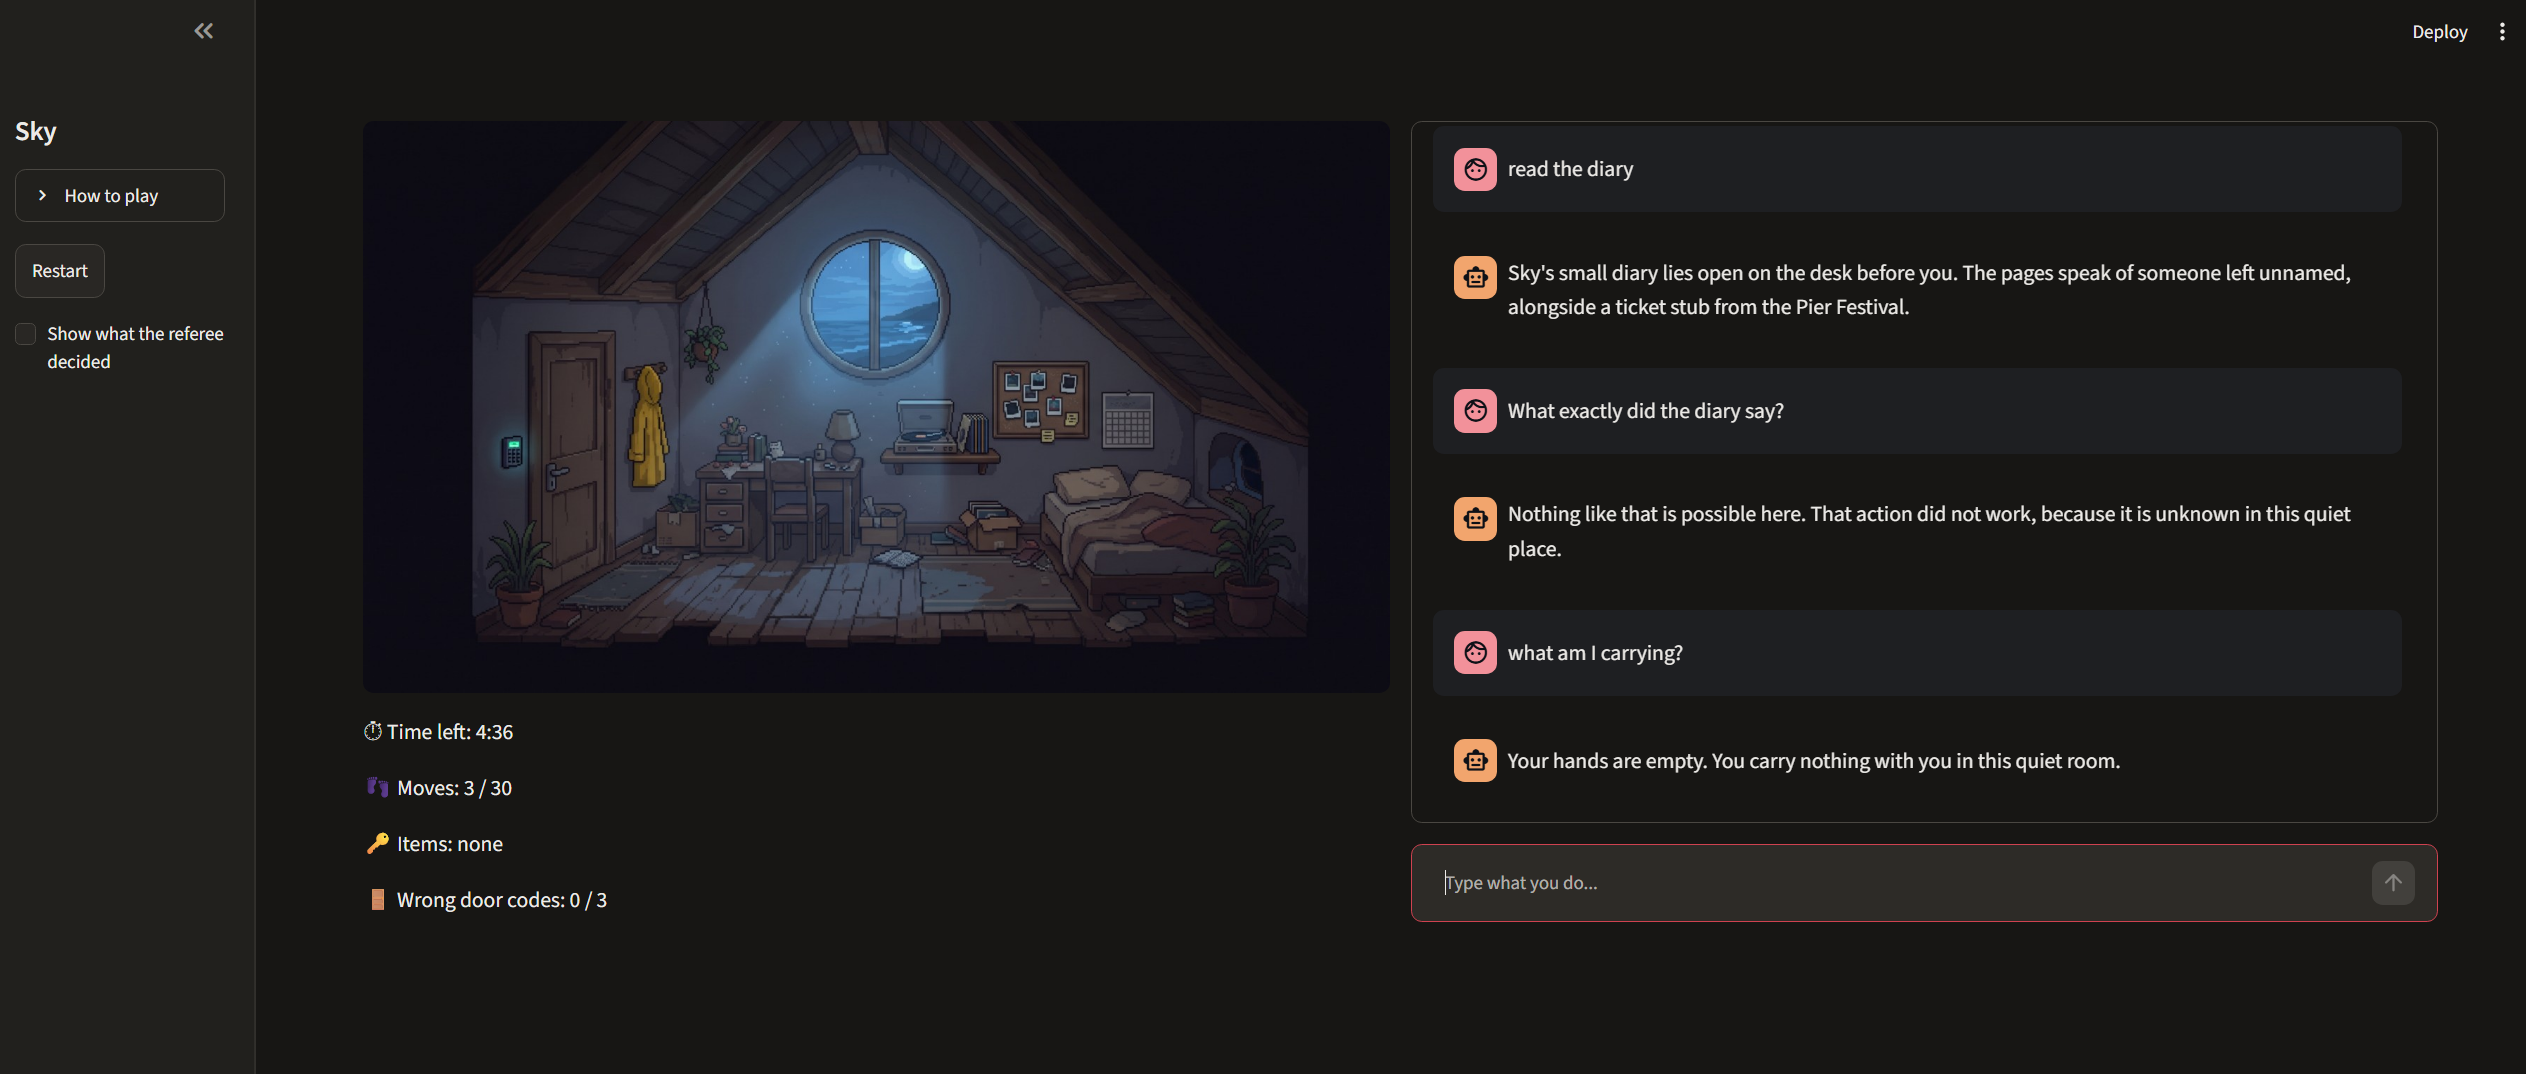 Deploy
Sky
How to play
Restart
Show what the referee
decided
read the diary
Sky's small diary lies open on the desk before you. The pages speak of someone left unnamed,
alongside a ticket stub from the Pier Festival.
What exactly did the diary say?
Nothing like that is possible here. That action did not work, because it is unknown in this quiet
place.
what am I carrying?
Your hands are empty. You carry nothing with you in this quiet room.
Type what you do...
Time left: 4:36
Moves: 3 / 30
Items: none
Wrong door codes: 0 / 3